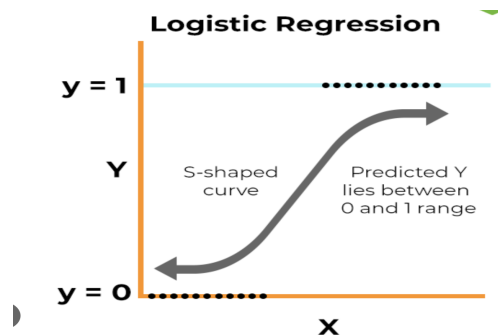 Logistic Regression
y = 1
Y
S-shaped
curve
Predicted Y
lies between
0 and 1 range
y = 0
X